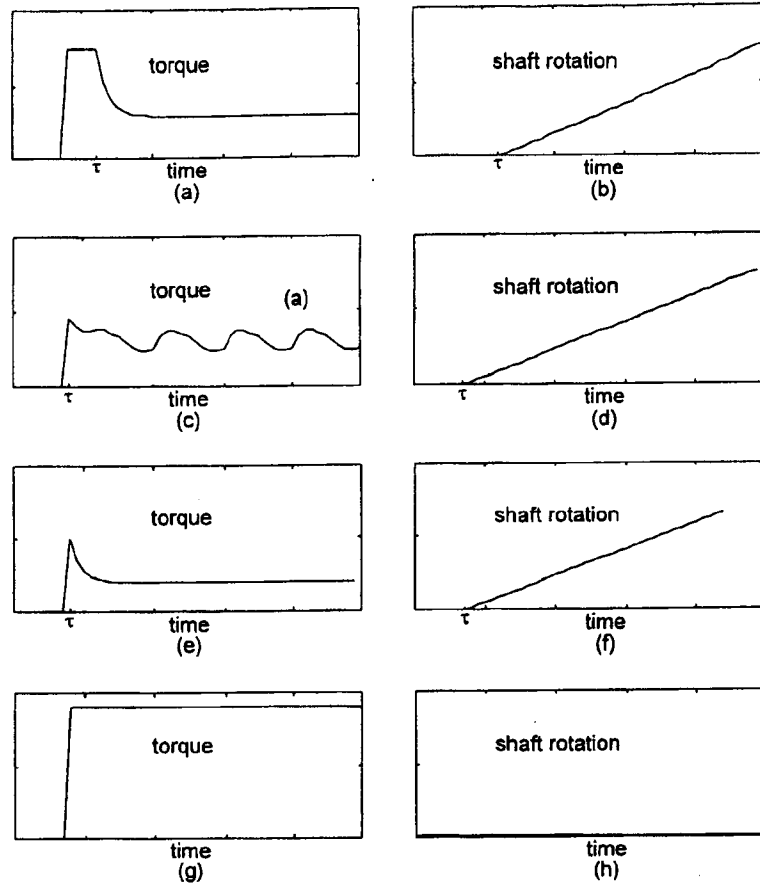 torque
shaft rotation
τ
time
(a)
τ
time
(b)
torque
(a)
shaft rotation
τ
time
(c)
τ
time
(d)
torque
shaft rotation
τ
time
(e)
τ
time
(f)
torque
shaft rotation
time
(g)
time
(h)